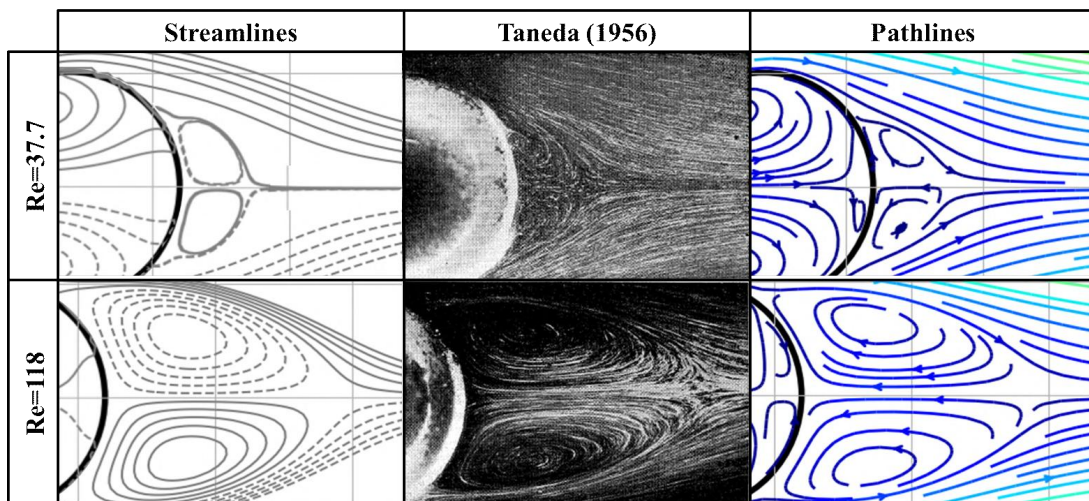 Streamlines
Taneda (1956)
Pathlines
Re=37.7
Re=118